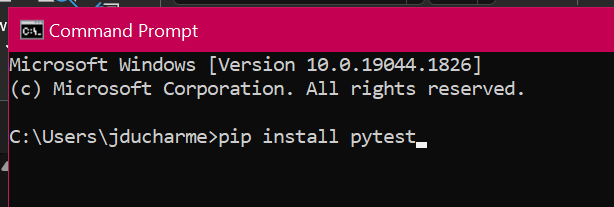 Command Prompt
Microsoft Windows [Version 10.0.19044.1826]
(c) Microsoft Corporation. All rights reserved.
C:\Users\jducharme>pip install pytest